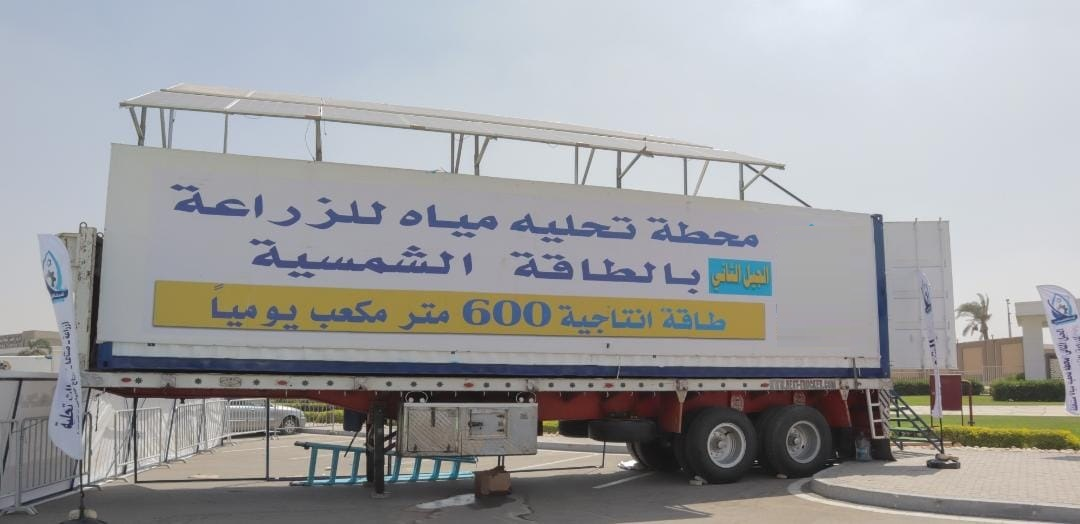 محطة تحليه مياه للزراعة
بالطاقة الشمسية
الجيل الثاني
طاقة انتاجية 600 متر مكعب يومياً